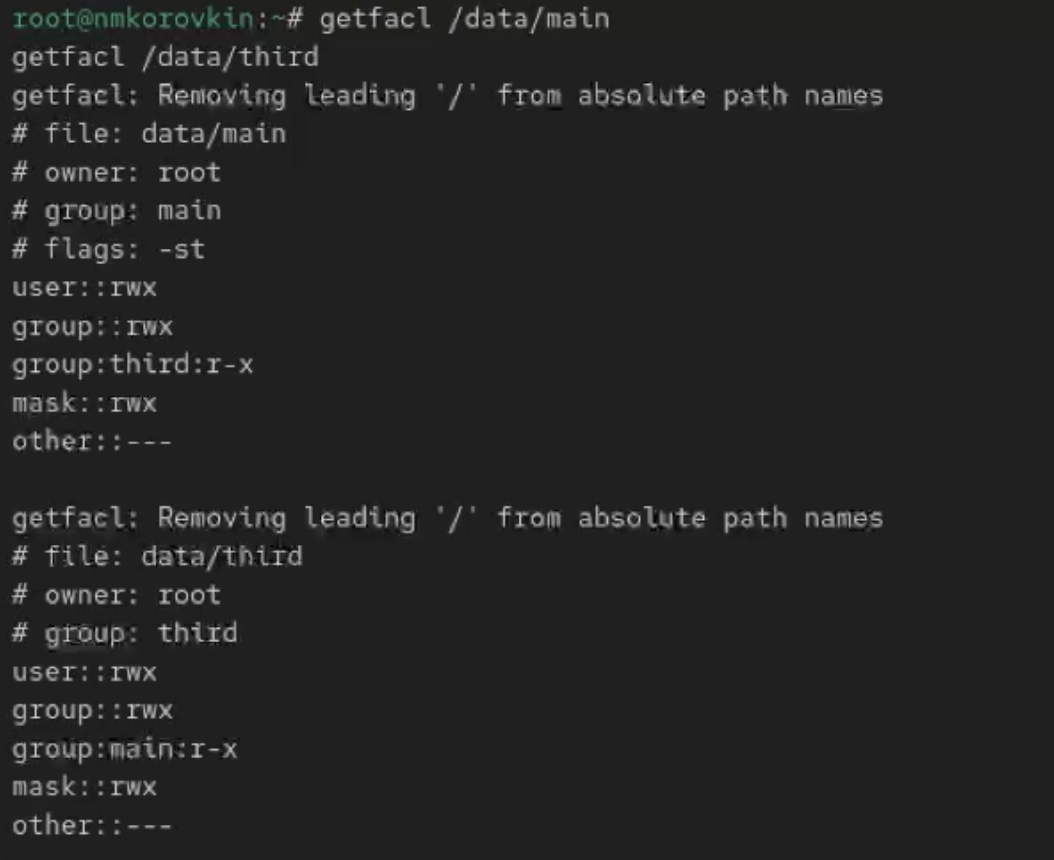 root@nmkorovkin:~# getfacl /data/main
getfacl /data/third
getfacl: Removing leading '/' from absolute path names
# file: data/main
# owner: root
# group: main
# flags: -st
user::rwx
group::rwx
group:third:r-x
mask::rwx
other::---

getfacl: Removing leading '/' from absolute path names
# file: data/third
# owner: root
# group: third
user::rwx
group::rwx
group:main:r-x
mask::rwx
other::---